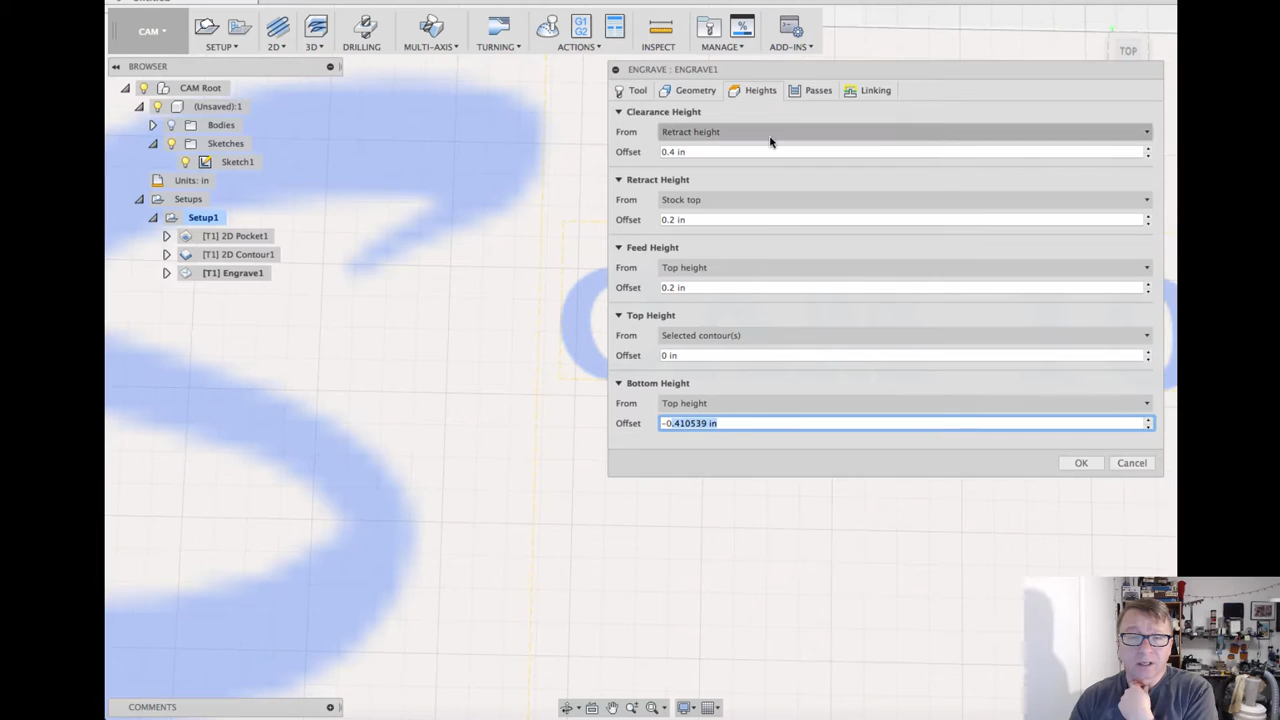 CAM
SETUP
2D
3D
DRILLING
MULTI-AXIS
TURNING
G1
G2
ACTIONS
INSPECT
%
MANAGE
ADD-INS
TOP
BROWSER
CAM Root
(Unsaved):1
Bodies
Sketches
Sketch1
Units: in
Setups
Setup1
[T1] 2D Pocket1
[T1] 2D Contour1
[T1] Engrave1
ENGRAVE : ENGRAVE1
Tool Geometry Heights Passes Linking
Clearance Height
From Retract height
Offset 0.4 in
Retract Height
From Stock top
Offset 0.2 in
Feed Height
From Top height
Offset 0.2 in
Top Height
From Selected contour(s)
Offset 0 in
Bottom Height
From Top height
Offset -0.410539 in
OK Cancel
COMMENTS